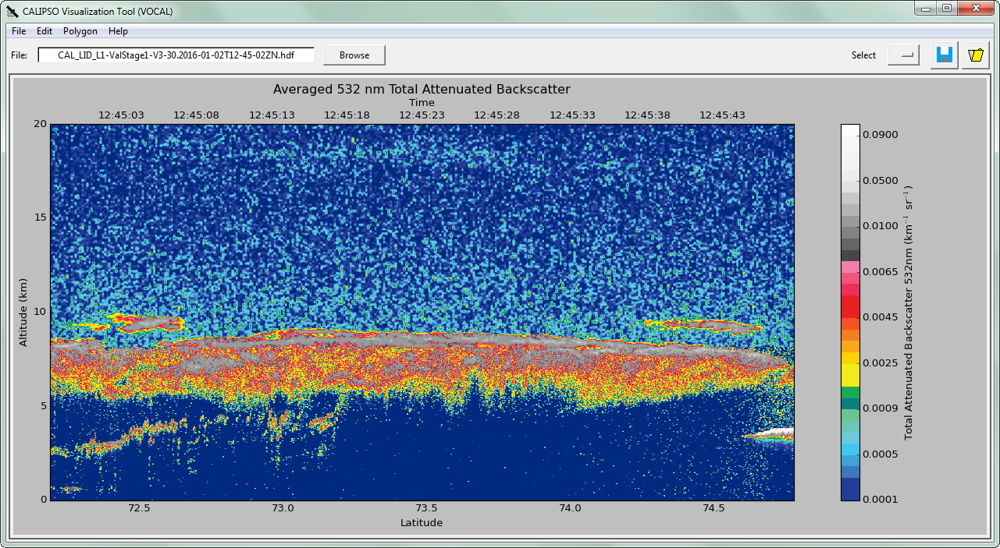 CALIPSO Visualization Tool (VOCAL)
File Edit Polygon Help
File: CAL_LID_L1-ValStage1-V3-30.2016-01-02T12-45-02ZN.hdf Browse Select
Averaged 532 nm Total Attenuated Backscatter
Time
12:45:03 12:45:08 12:45:13 12:45:18 12:45:23 12:45:28 12:45:33 12:45:38 12:45:43
20
15
10
5
0
Altitude (km)
72.5 73.0 73.5 74.0 74.5
Latitude
0.0900
0.0500
0.0100
0.0065
0.0045
0.0025
0.0009
0.0005
0.0001
Total Attenuated Backscatter 532nm (km⁻¹ sr⁻¹)